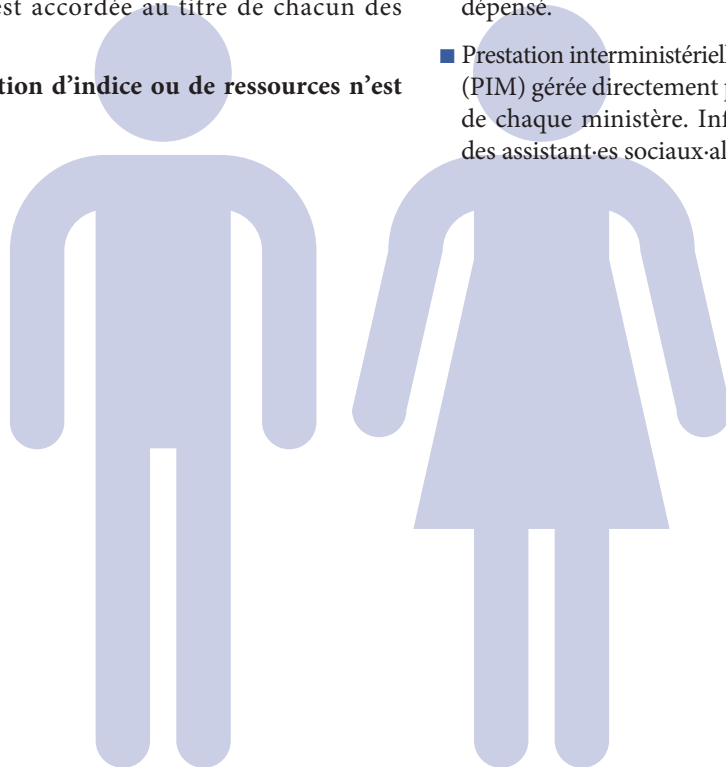 est accordée au titre de chacun des
tion d’indice ou de ressources n’est
dépensé.
■ Prestation interministériell
(PIM) gérée directement p
de chaque ministère. Inf
des assistant·es sociaux·al